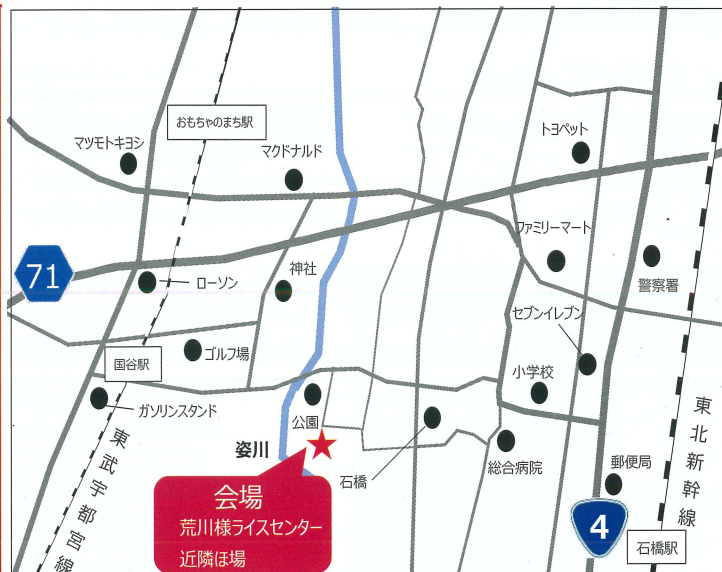 おもちゃのまち駅
マツモトキヨシ
マクドナルド
トヨペット
ファミリーマート
71
ローソン
神社
警察署
セブンイレブン
国谷駅
ゴルフ場
小学校
ガソリンスタンド
公園
東武宇都宮線
姿川
石橋
総合病院
郵便局
東北新幹線
会場
荒川様ライスセンター
近隣ほ場
4
石橋駅